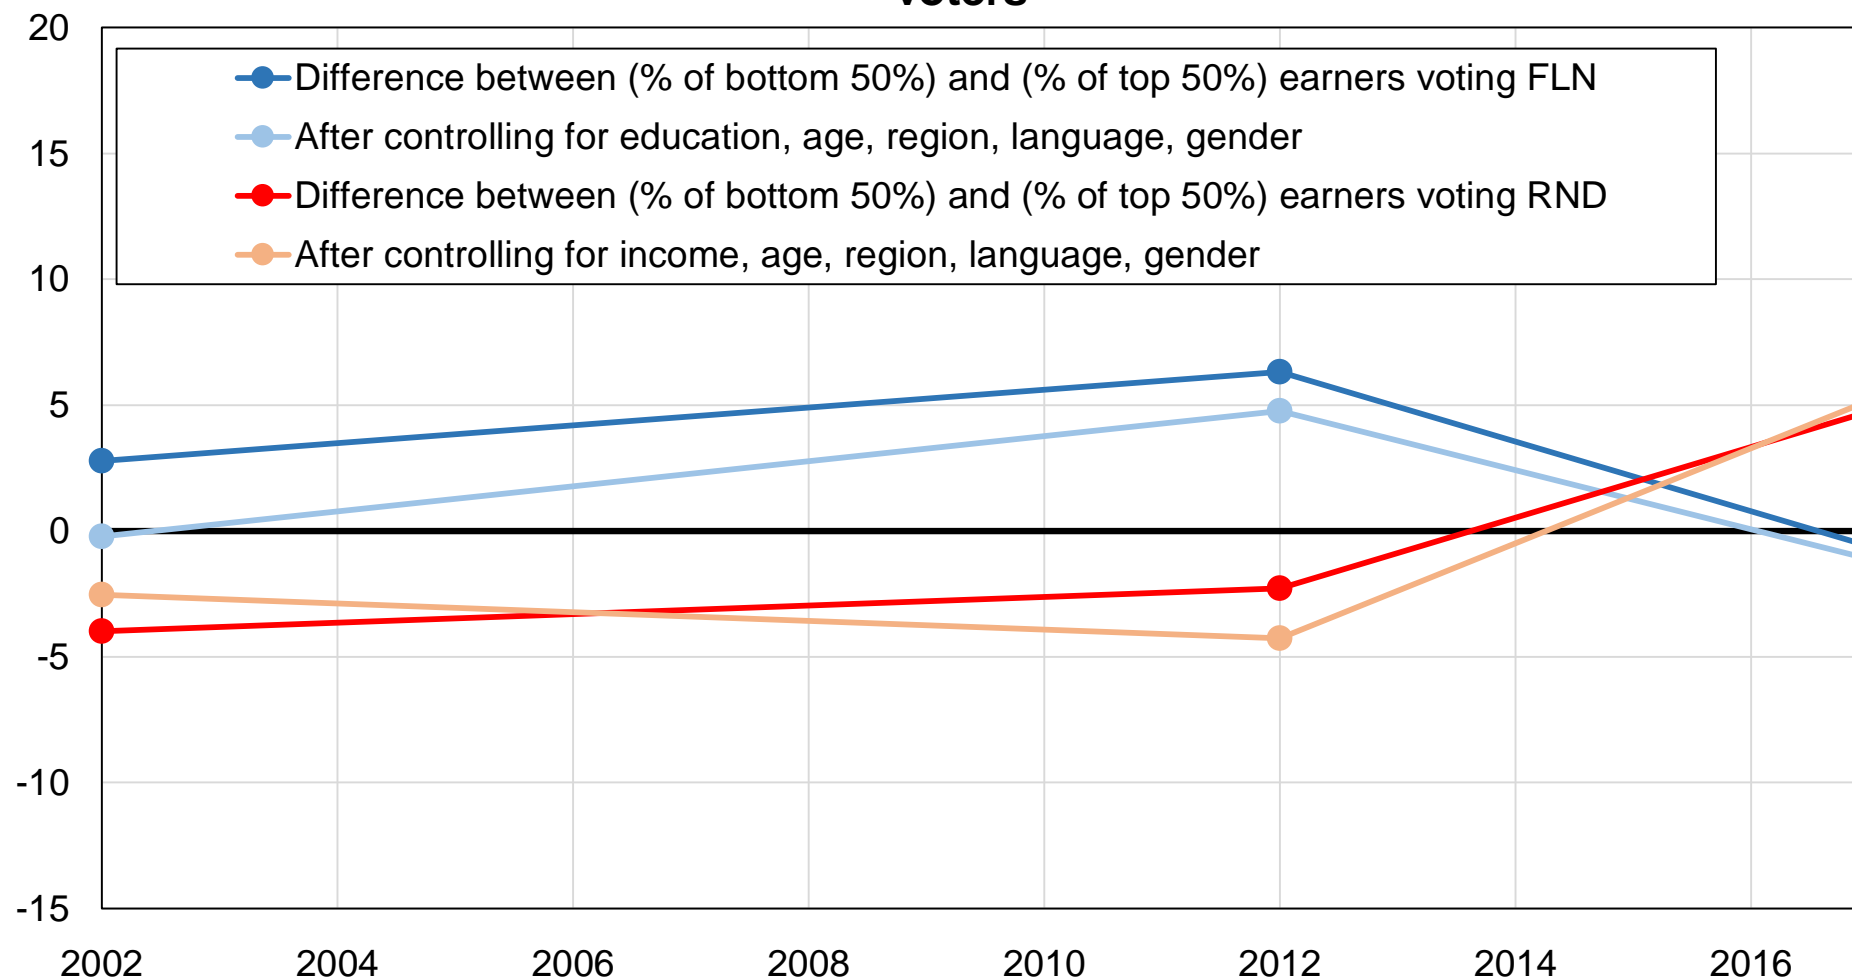 voters
20
Difference between (% of bottom 50%) and (% of top 50%) earners voting FLN
After controlling for education, age, region, language, gender
15
Difference between (% of bottom 50%) and (% of top 50%) earners voting RND
After controlling for income, age, region, language, gender
10
5
0
-5
-10
-15
2002 2004 2006 2008 2010 2012 2014 2016